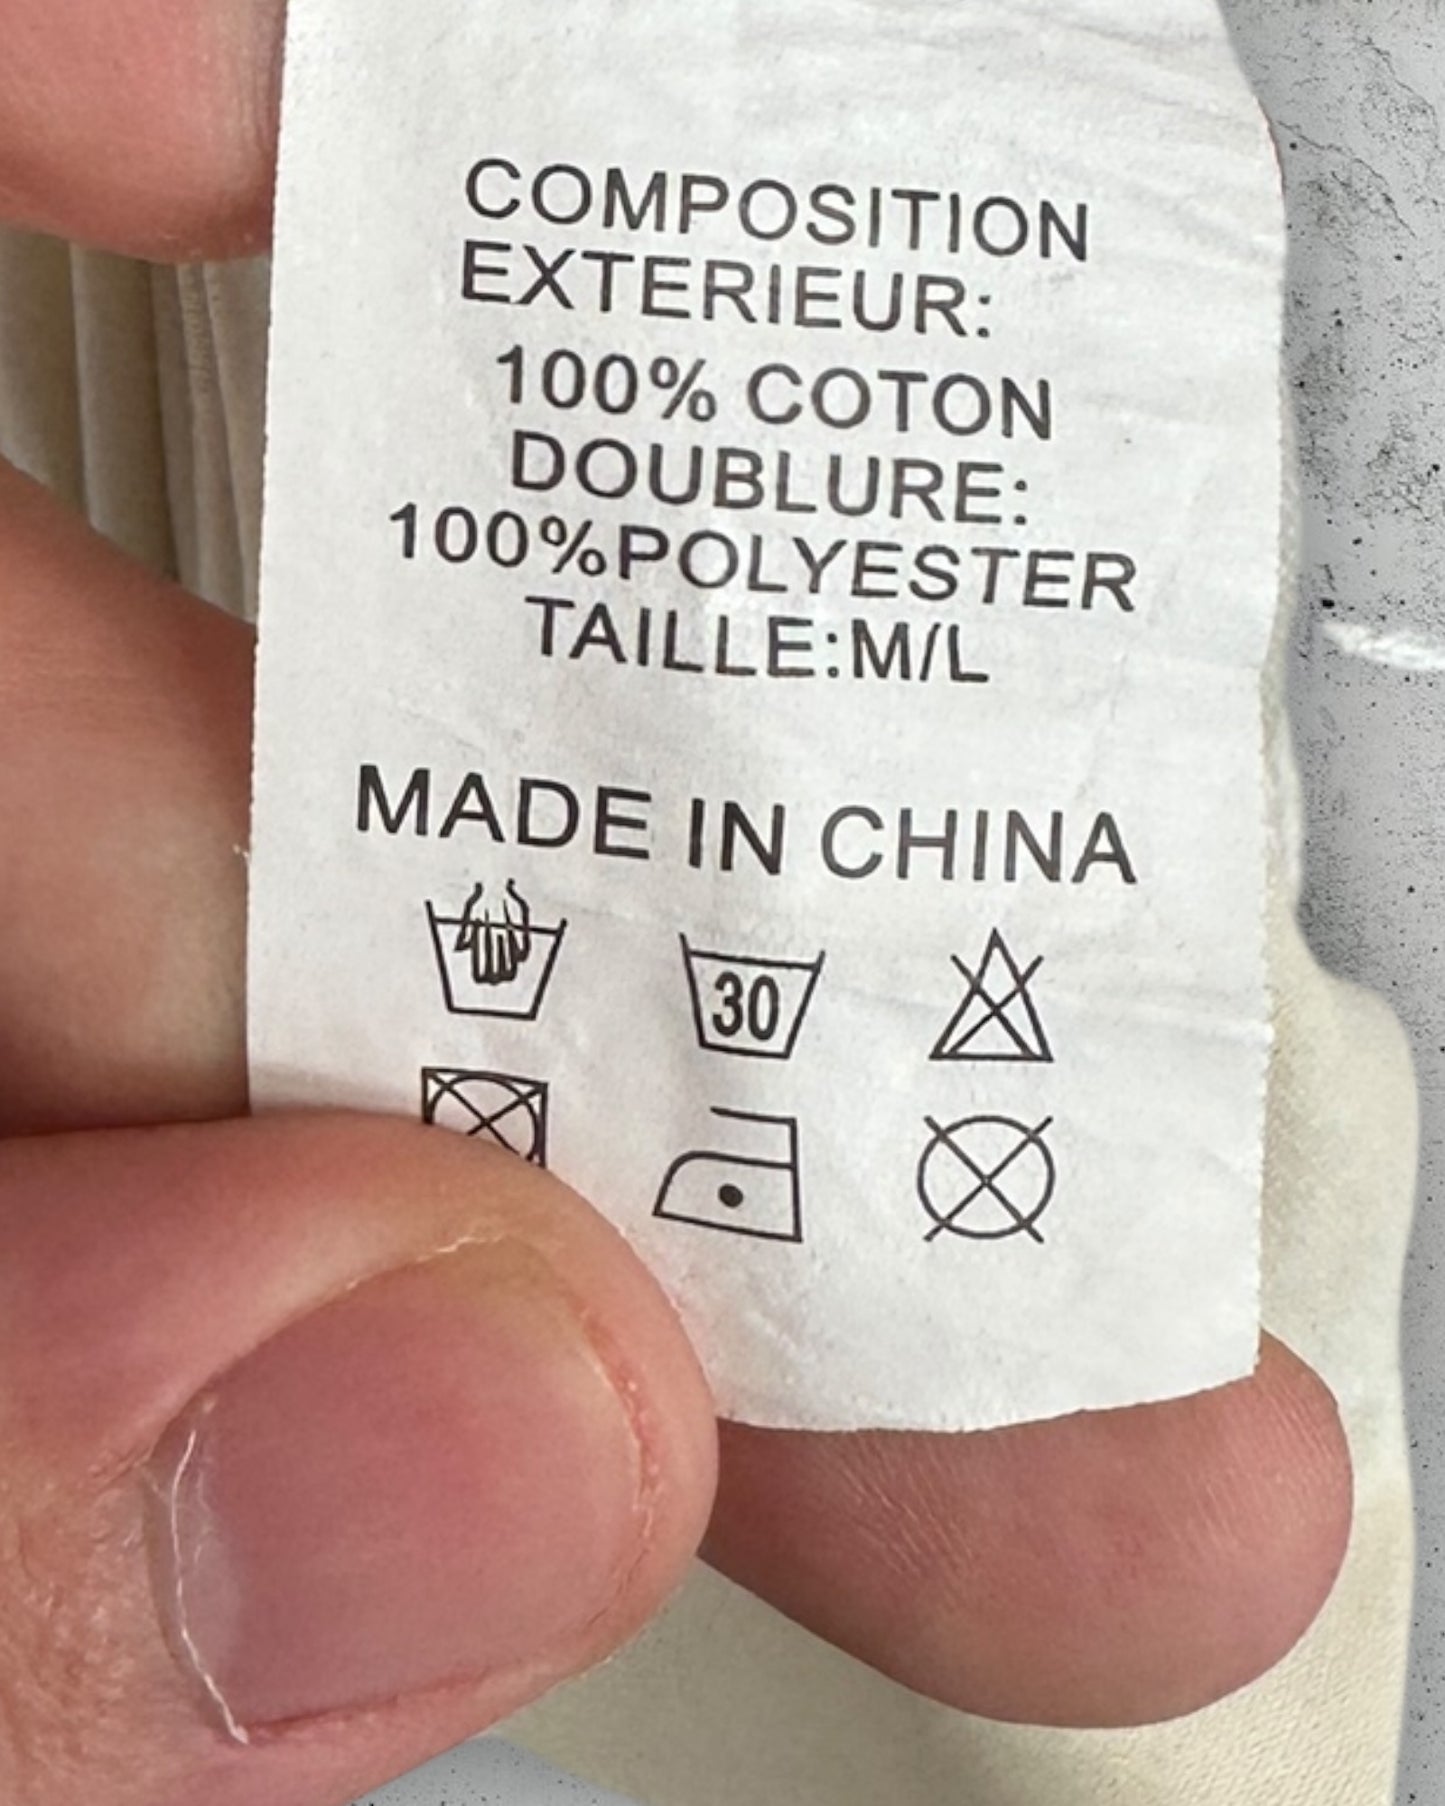 COMPOSITION
EXTERIEUR:
100% COTON
DOUBLURE:
100%POLYESTER
TAILLE:M/L
MADE IN CHINA
30